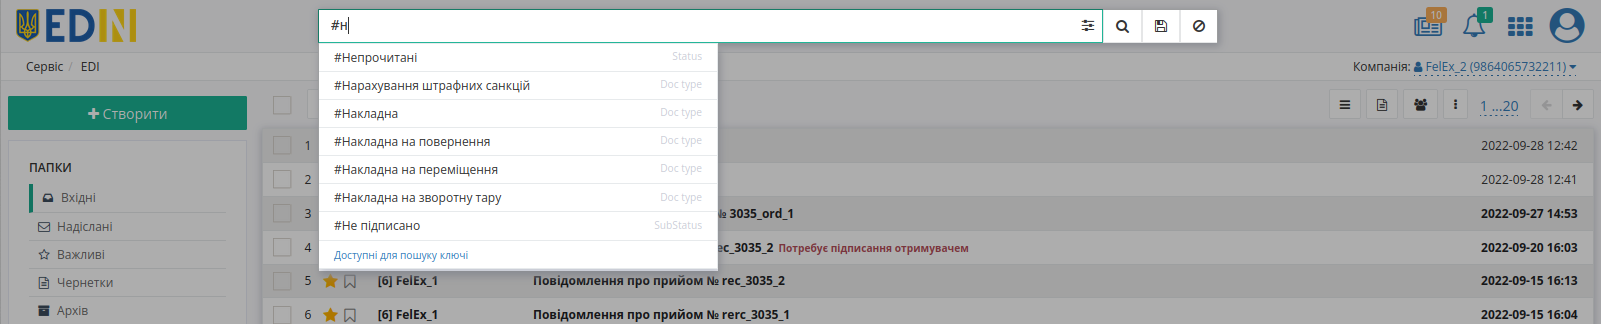 EDIN
#н
10
1
Сервіс / EDI
Компанія: FelEx_2 (9864065732211)
Створити
1 ...20
#Непрочитані Status
#Нарахування штрафних санкцій Doc type
#Накладна Doc type
#Накладна на повернення Doc type
#Накладна на переміщення Doc type
#Накладна на зворотну тару Doc type
#Не підписано SubStatus
Доступні для пошуку ключі
ПАПКИ
Вхідні
Надіслані
Важливі
Чернетки
Архів
1 2022-09-28 12:42
2 2022-09-28 12:41
3 № 3035_ord_1 2022-09-27 14:53
4 ec_3035_2 Потребує підписання отримувачем 2022-09-20 16:03
5 [6] FelEx_1 Повідомлення про прийом № rec_3035_2 2022-09-15 16:13
6 [6] FelEx_1 Повідомлення про прийом № rerc_3035_1 2022-09-15 16:04